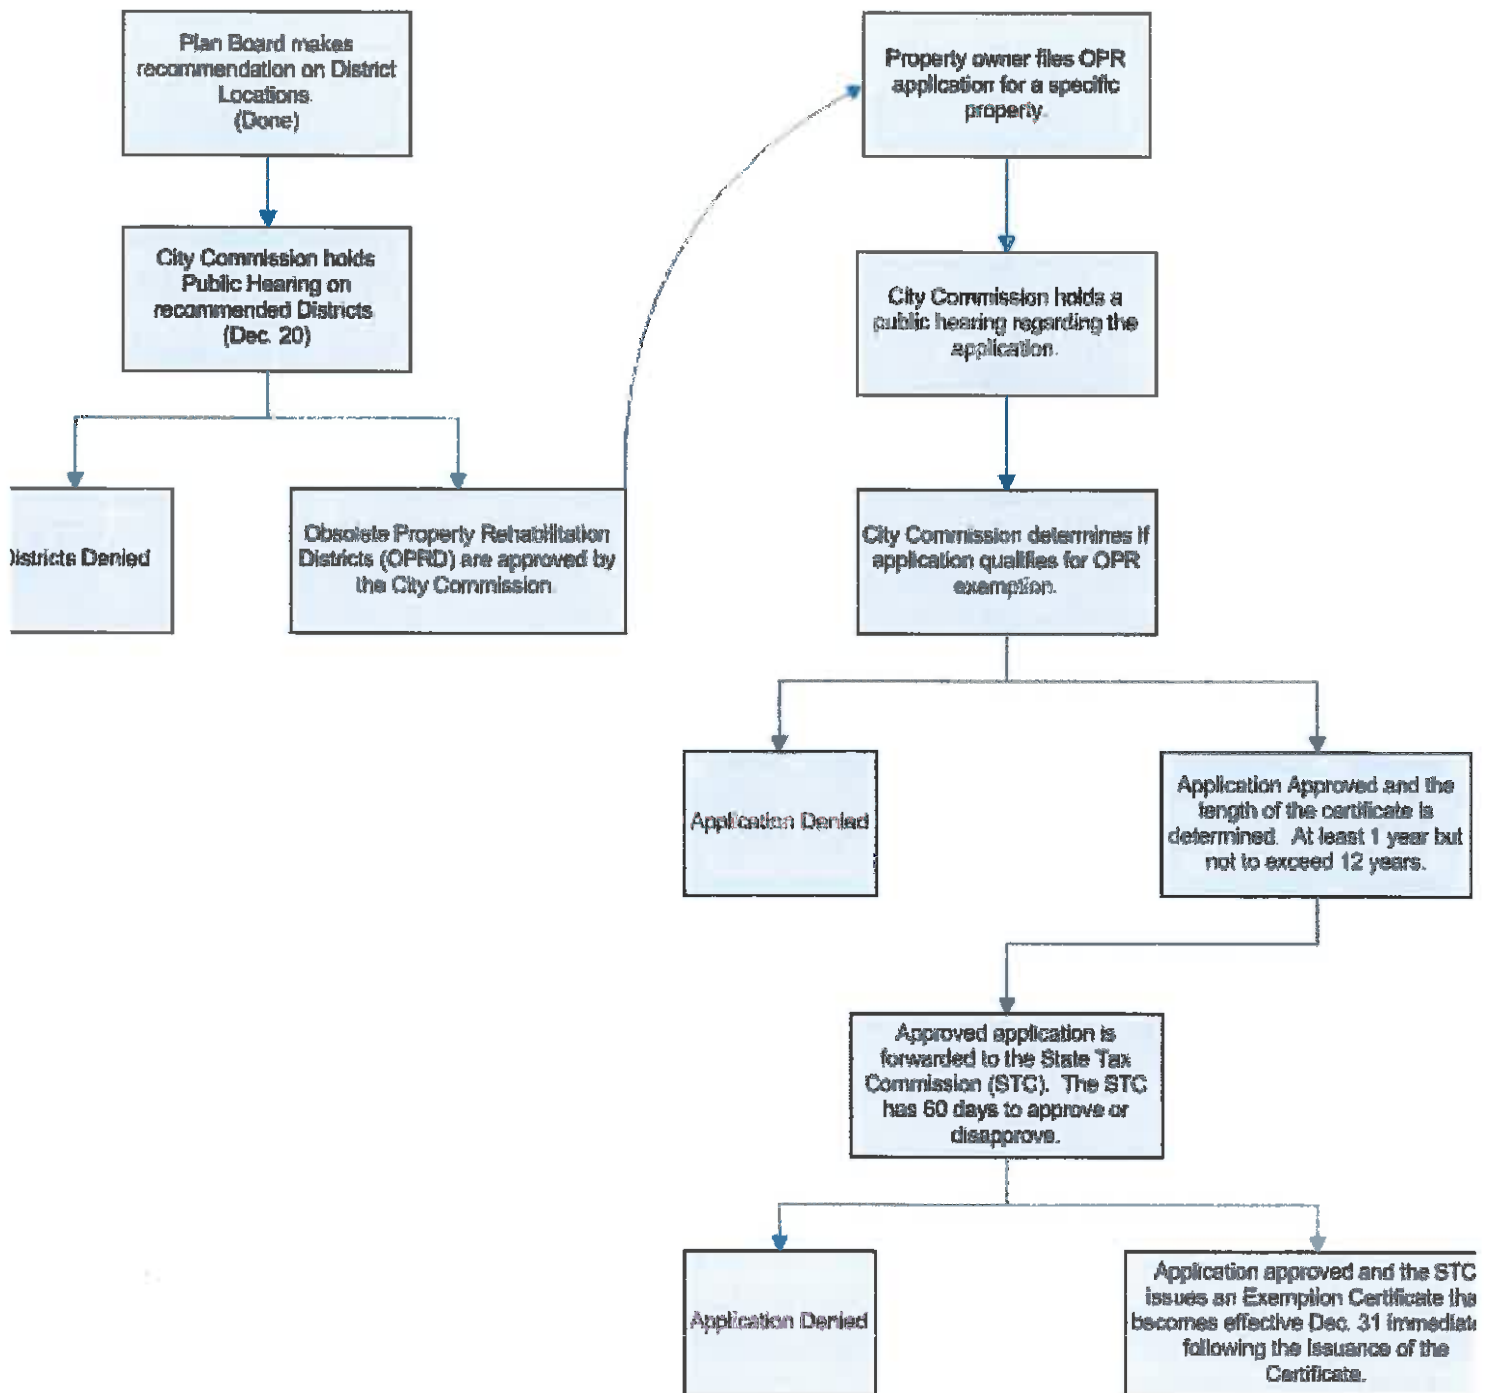 Plan Board makes
recommendation on District
Locations.
(Done)
City Commission holds
Public Hearing on
recommended Districts
(Dec. 20)
Districts Denied
Obsolete Property Rehabilitation
Districts (OPRD) are approved by
the City Commission.
Property owner files OPR
application for a specific
property.
City Commission holds a
public hearing regarding the
application.
City Commission determines if
application qualifies for OPR
exemption.
Application Denied
Application Approved and the
length of the certificate is
determined. At least 1 year but
not to exceed 12 years.
Approved application is
forwarded to the State Tax
Commission (STC). The STC
has 60 days to approve or
disapprove.
Application Denied
Application approved and the STC
issues an Exemption Certificate tha
becomes effective Dec. 31 immediate
following the issuance of the
Certificate.